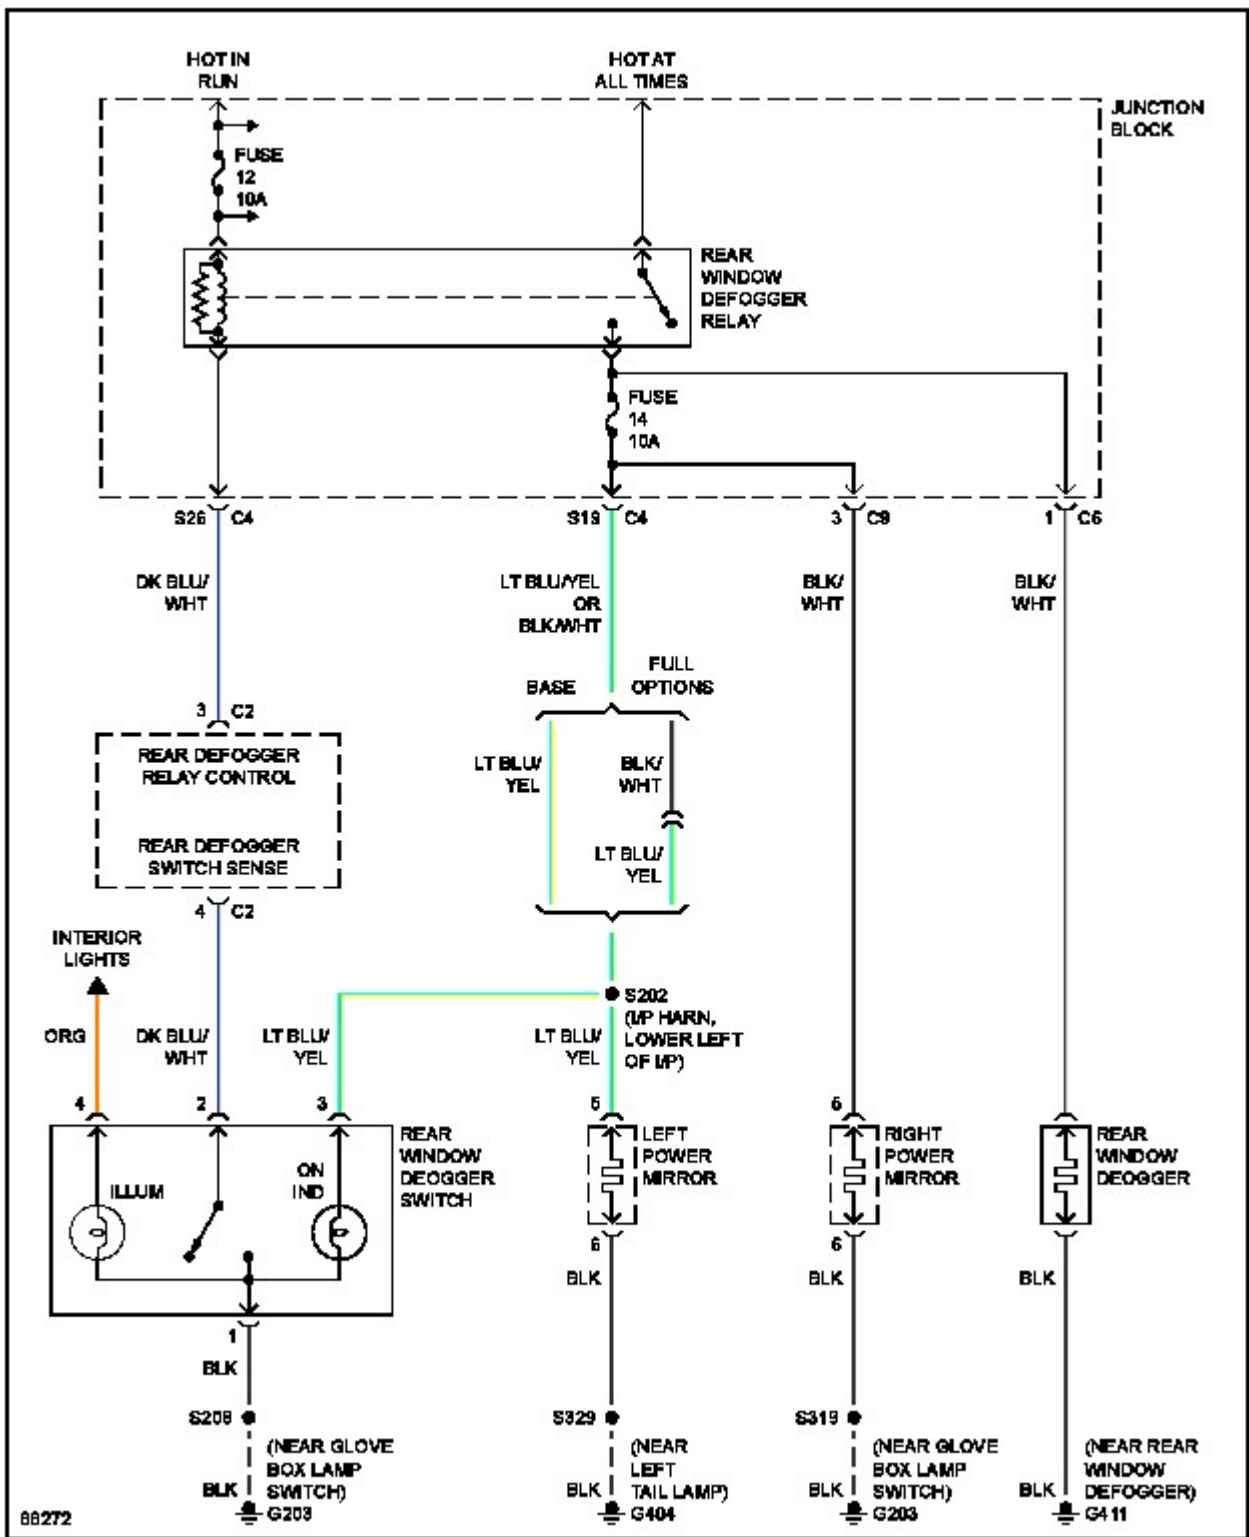 HOT IN
RUN
HOT AT
ALL TIMES
JUNCTION
BLOCK
FUSE
12
10A
REAR
WINDOW
DEFOGGER
RELAY
FUSE
14
10A
S26 C4
S19 C4
3 C9
1 C6
DK BLU/
WHT
LT BLU/YEL
OR
BLK/WHT
BLK/
WHT
BLK/
WHT
BASE
FULL
OPTIONS
3 C2
REAR DEFOGGER
RELAY CONTROL
LT BLU/
YEL
BLK/
WHT
REAR DEFOGGER
SWITCH SENSE
LT BLU/
YEL
4 C2
INTERIOR
LIGHTS
S202
(I/P HARN,
LOWER LEFT
OF I/P)
ORG
DK BLU/
WHT
LT BLU/
YEL
LT BLU/
YEL
4
2
3
5
6
REAR
WINDOW
DEOGGER
SWITCH
LEFT
POWER
MIRROR
RIGHT
POWER
MIRROR
REAR
WINDOW
DEOGGER
ILLUM
ON
IND
6
6
BLK
BLK
BLK
1
BLK
S208
S329
S319
(NEAR GLOVE
BOX LAMP
SWITCH)
(NEAR
LEFT
TAIL LAMP)
(NEAR GLOVE
BOX LAMP
SWITCH)
(NEAR REAR
WINDOW
DEFOGGER)
BLK
BLK
BLK
BLK
G203
G404
G203
G411
88272